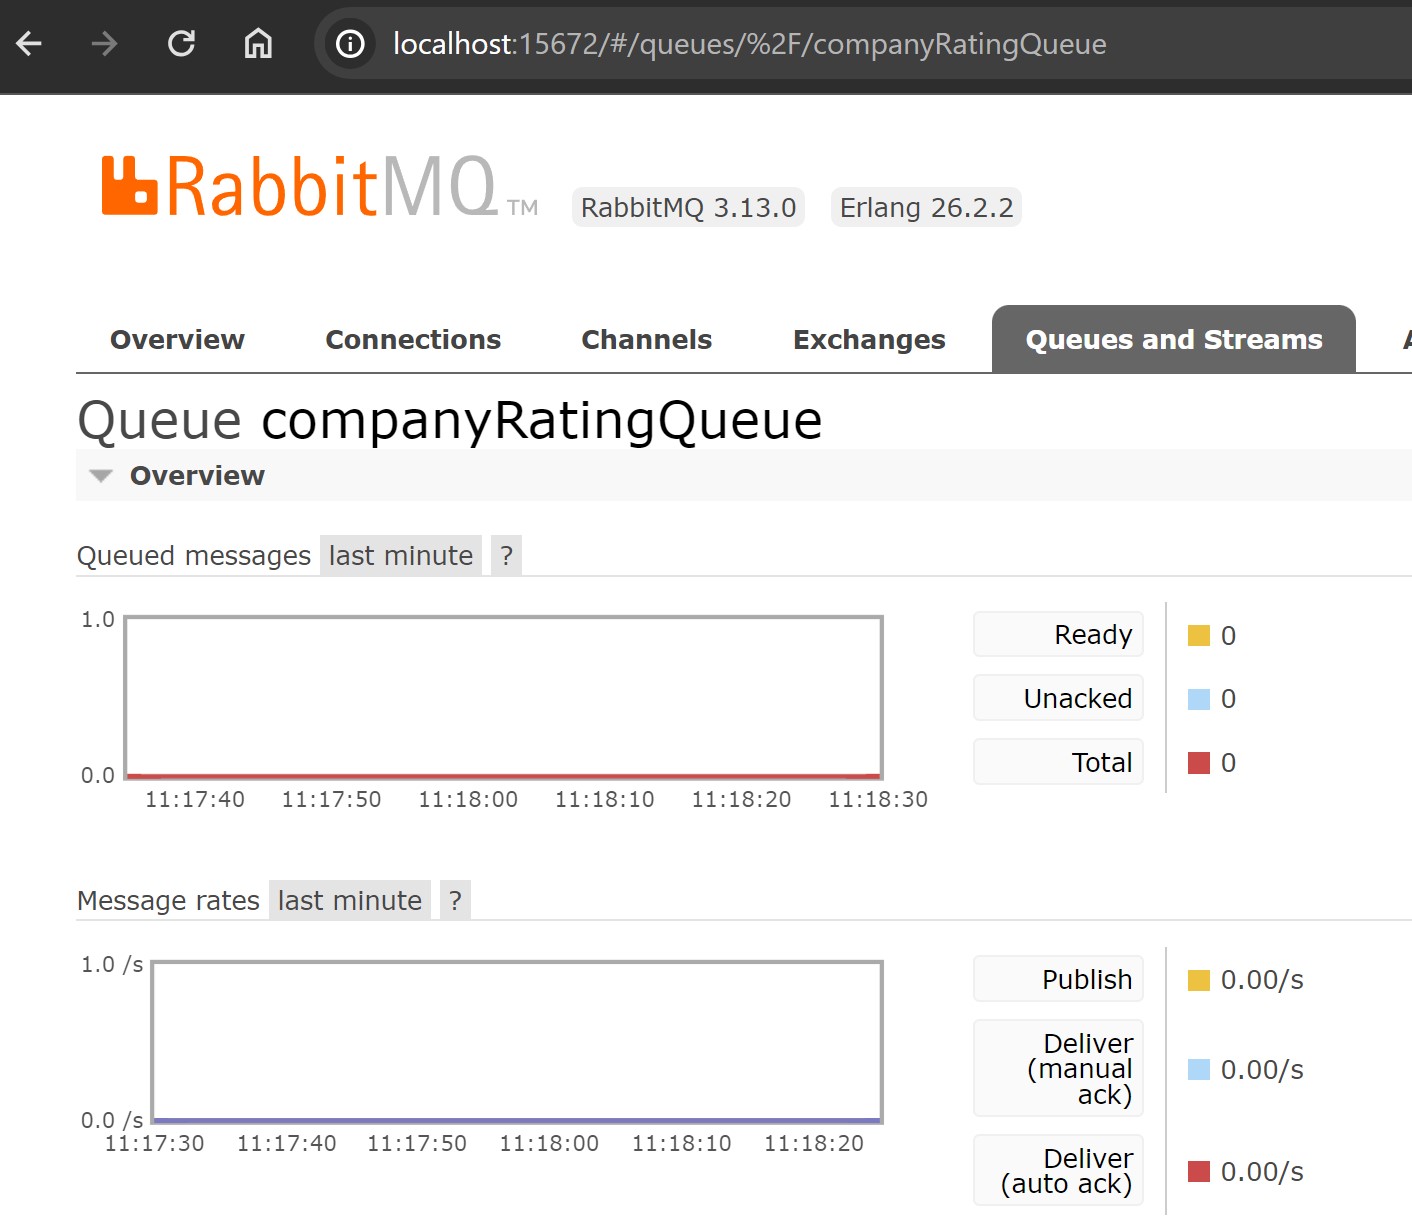 localhost:15672/#/queues/%2F/companyRatingQueue
RabbitMQ TM RabbitMQ 3.13.0 Erlang 26.2.2
Overview Connections Channels Exchanges Queues and Streams
Queue companyRatingQueue
Overview
Queued messages last minute ?
1.0
0.0
11:17:40 11:17:50 11:18:00 11:18:10 11:18:20 11:18:30
Ready 0
Unacked 0
Total 0
Message rates last minute ?
1.0 /s
0.0 /s
11:17:30 11:17:40 11:17:50 11:18:00 11:18:10 11:18:20
Publish 0.00/s
Deliver
(manual 0.00/s
ack)
Deliver
(auto ack) 0.00/s